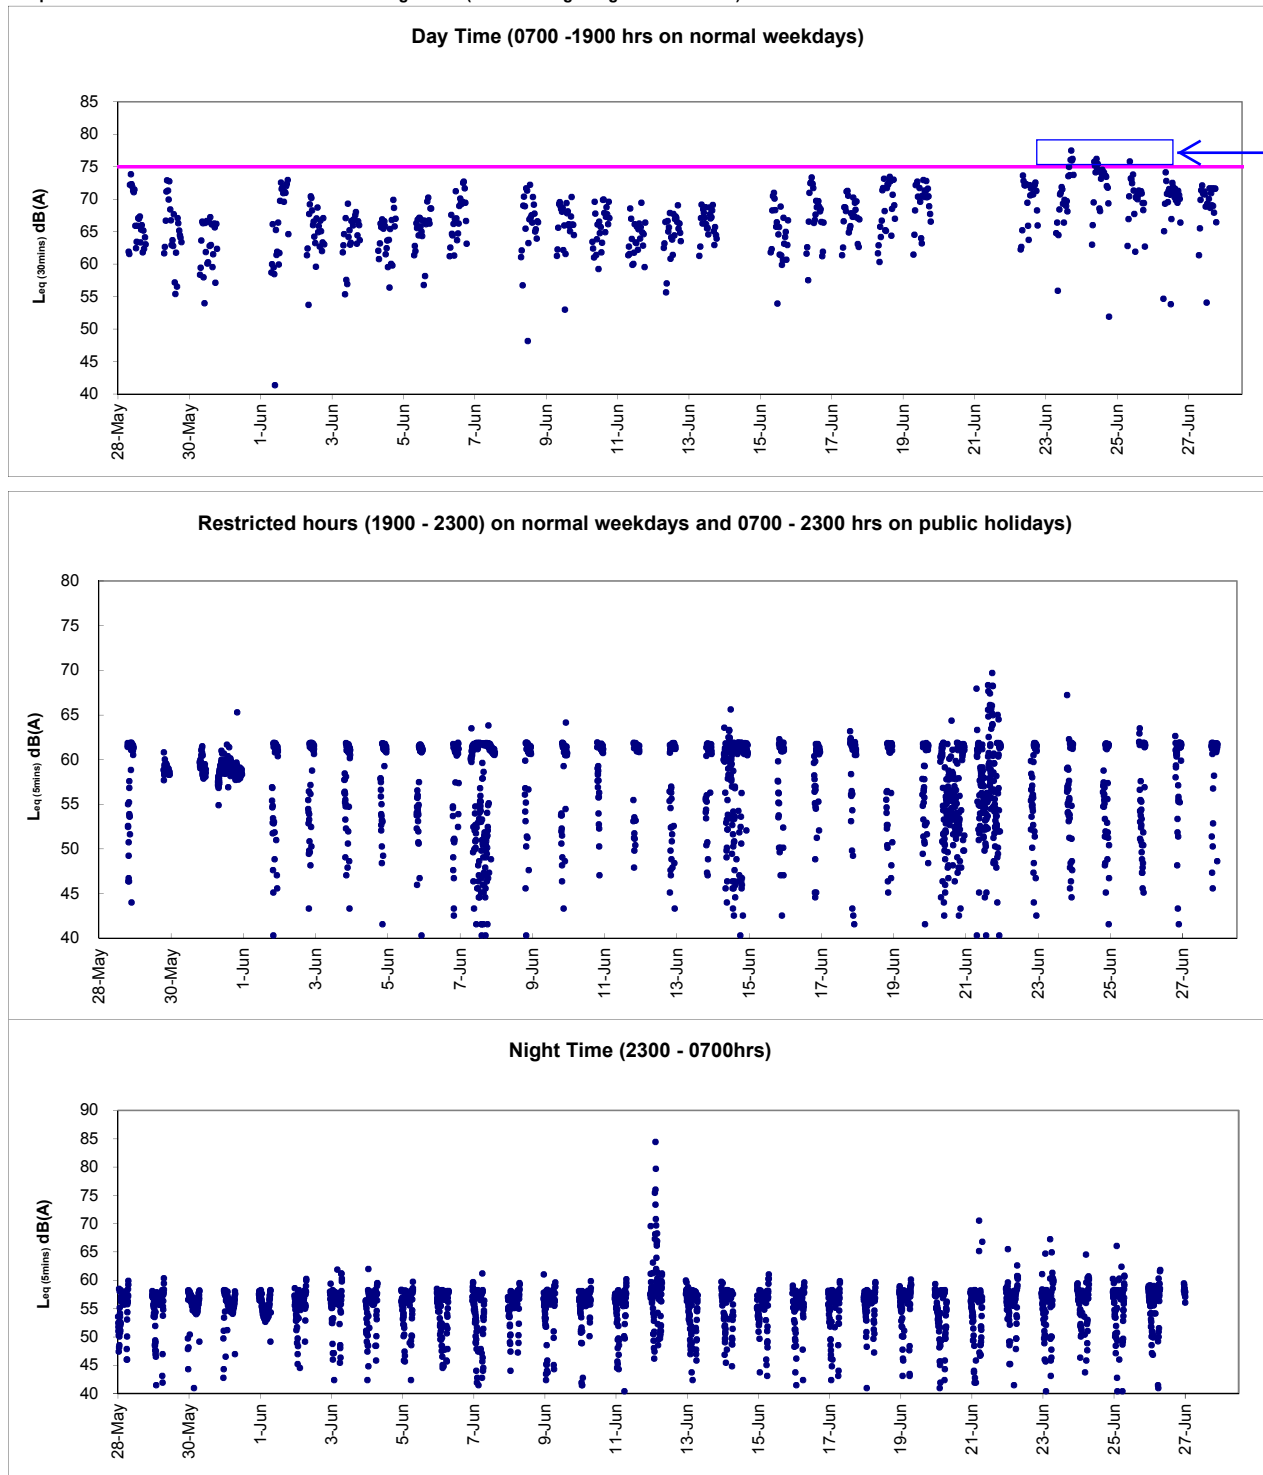 Day Time (0700 -1900 hrs on normal weekdays)
Leq (30mins) dB(A)
85
80
75
70
65
60
55
50
45
40
28-May
30-May
1-Jun
3-Jun
5-Jun
7-Jun
9-Jun
11-Jun
13-Jun
15-Jun
17-Jun
19-Jun
21-Jun
23-Jun
25-Jun
27-Jun
Restricted hours (1900 - 2300) on normal weekdays and 0700 - 2300 hrs on public holidays)
Leq (5mins) dB(A)
80
75
70
65
60
55
50
45
40
28-May
30-May
1-Jun
3-Jun
5-Jun
7-Jun
9-Jun
11-Jun
13-Jun
15-Jun
17-Jun
19-Jun
21-Jun
23-Jun
25-Jun
27-Jun
Night Time (2300 - 0700hrs)
Leq (5mins) dB(A)
90
85
80
75
70
65
60
55
50
45
40
28-May
30-May
1-Jun
3-Jun
5-Jun
7-Jun
9-Jun
11-Jun
13-Jun
15-Jun
17-Jun
19-Jun
21-Jun
23-Jun
25-Jun
27-Jun